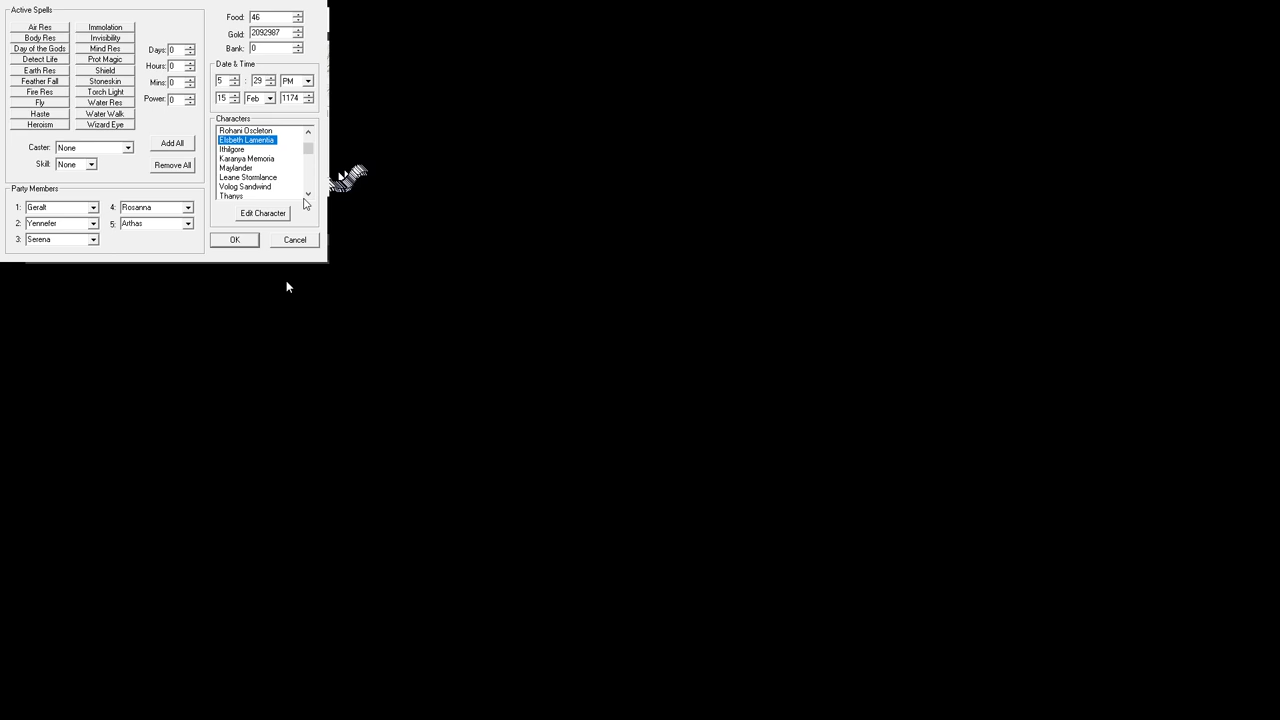 Active Spells
Air Res
Immolation
Body Res
Invisibility
Day of the Gods
Mind Res
Detect Life
Prot Magic
Earth Res
Shield
Feather Fall
Stoneskin
Fire Res
Torch Light
Fly
Water Res
Haste
Water Walk
Heroism
Wizard Eye
Days: 0
Hours: 0
Mins: 0
Power: 0
Caster: None
Skill: None
Add All
Remove All
Party Members
1: Geralt
4: Rosanna
2: Yennefer
5: Arthas
3: Serena
Food: 46
Gold: 2092987
Bank: 0
Date & Time
5 : 29 PM
15 Feb 1174
Characters
Rohani Oscleton
Elsbeth Lamentia
Ithilgore
Karanya Memoria
Maylander
Leane Stormlance
Volog Sandwind
Thanys
Edit Character
OK
Cancel